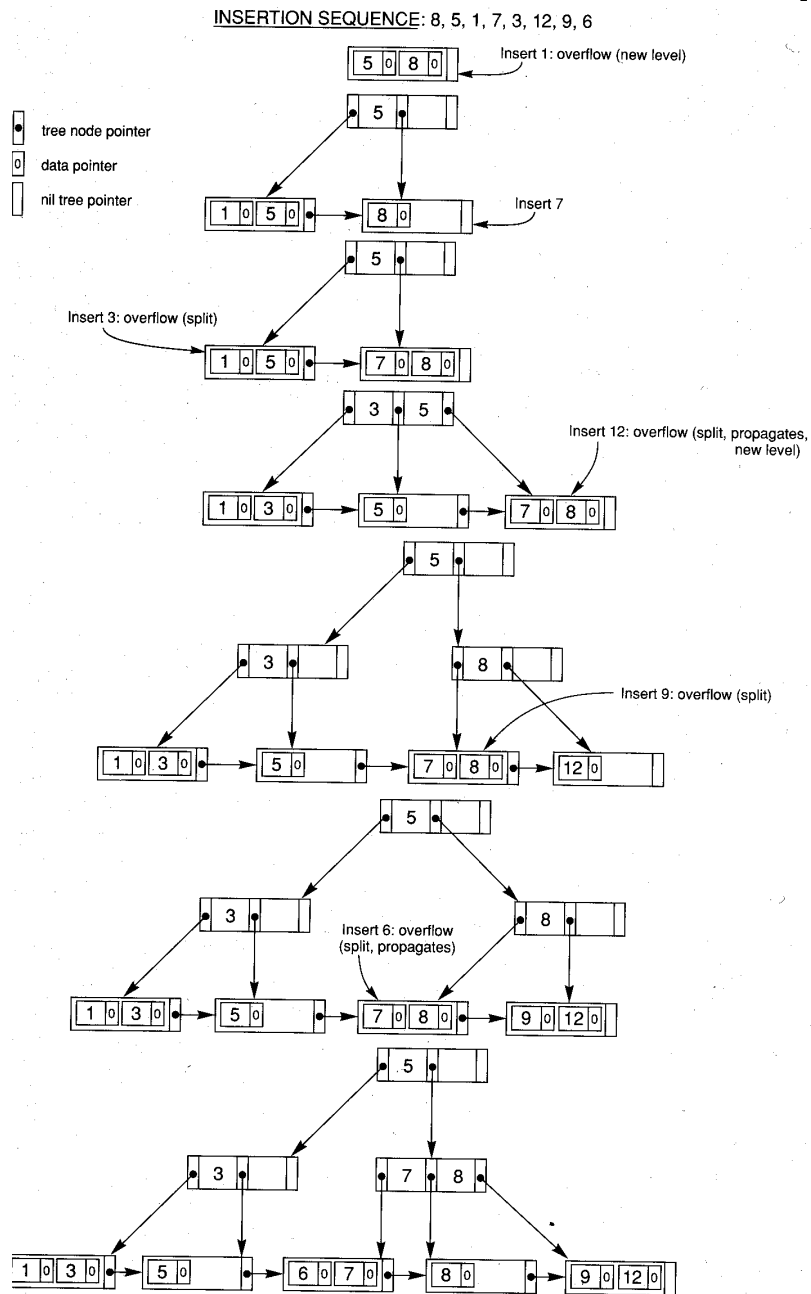 INSERTION SEQUENCE: 8, 5, 1, 7, 3, 12, 9, 6
5 0 8 0
Insert 1: overflow (new level)
5
tree node pointer
0 data pointer
nil tree pointer
1 0 5 0
8 0
Insert 7
5
Insert 3: overflow (split)
1 0 5 0
7 0 8 0
3 5
Insert 12: overflow (split, propagates,
new level)
1 0 3 0
5 0
7 0 8 0
5
3
8
Insert 9: overflow (split)
1 0 3 0
5 0
7 0 8 0
12 0
5
3
8
Insert 6: overflow
(split, propagates)
1 0 3 0
5 0
7 0 8 0
9 0 12 0
5
3
7 8
1 0 3 0
5 0
6 0 7 0
8 0
9 0 12 0